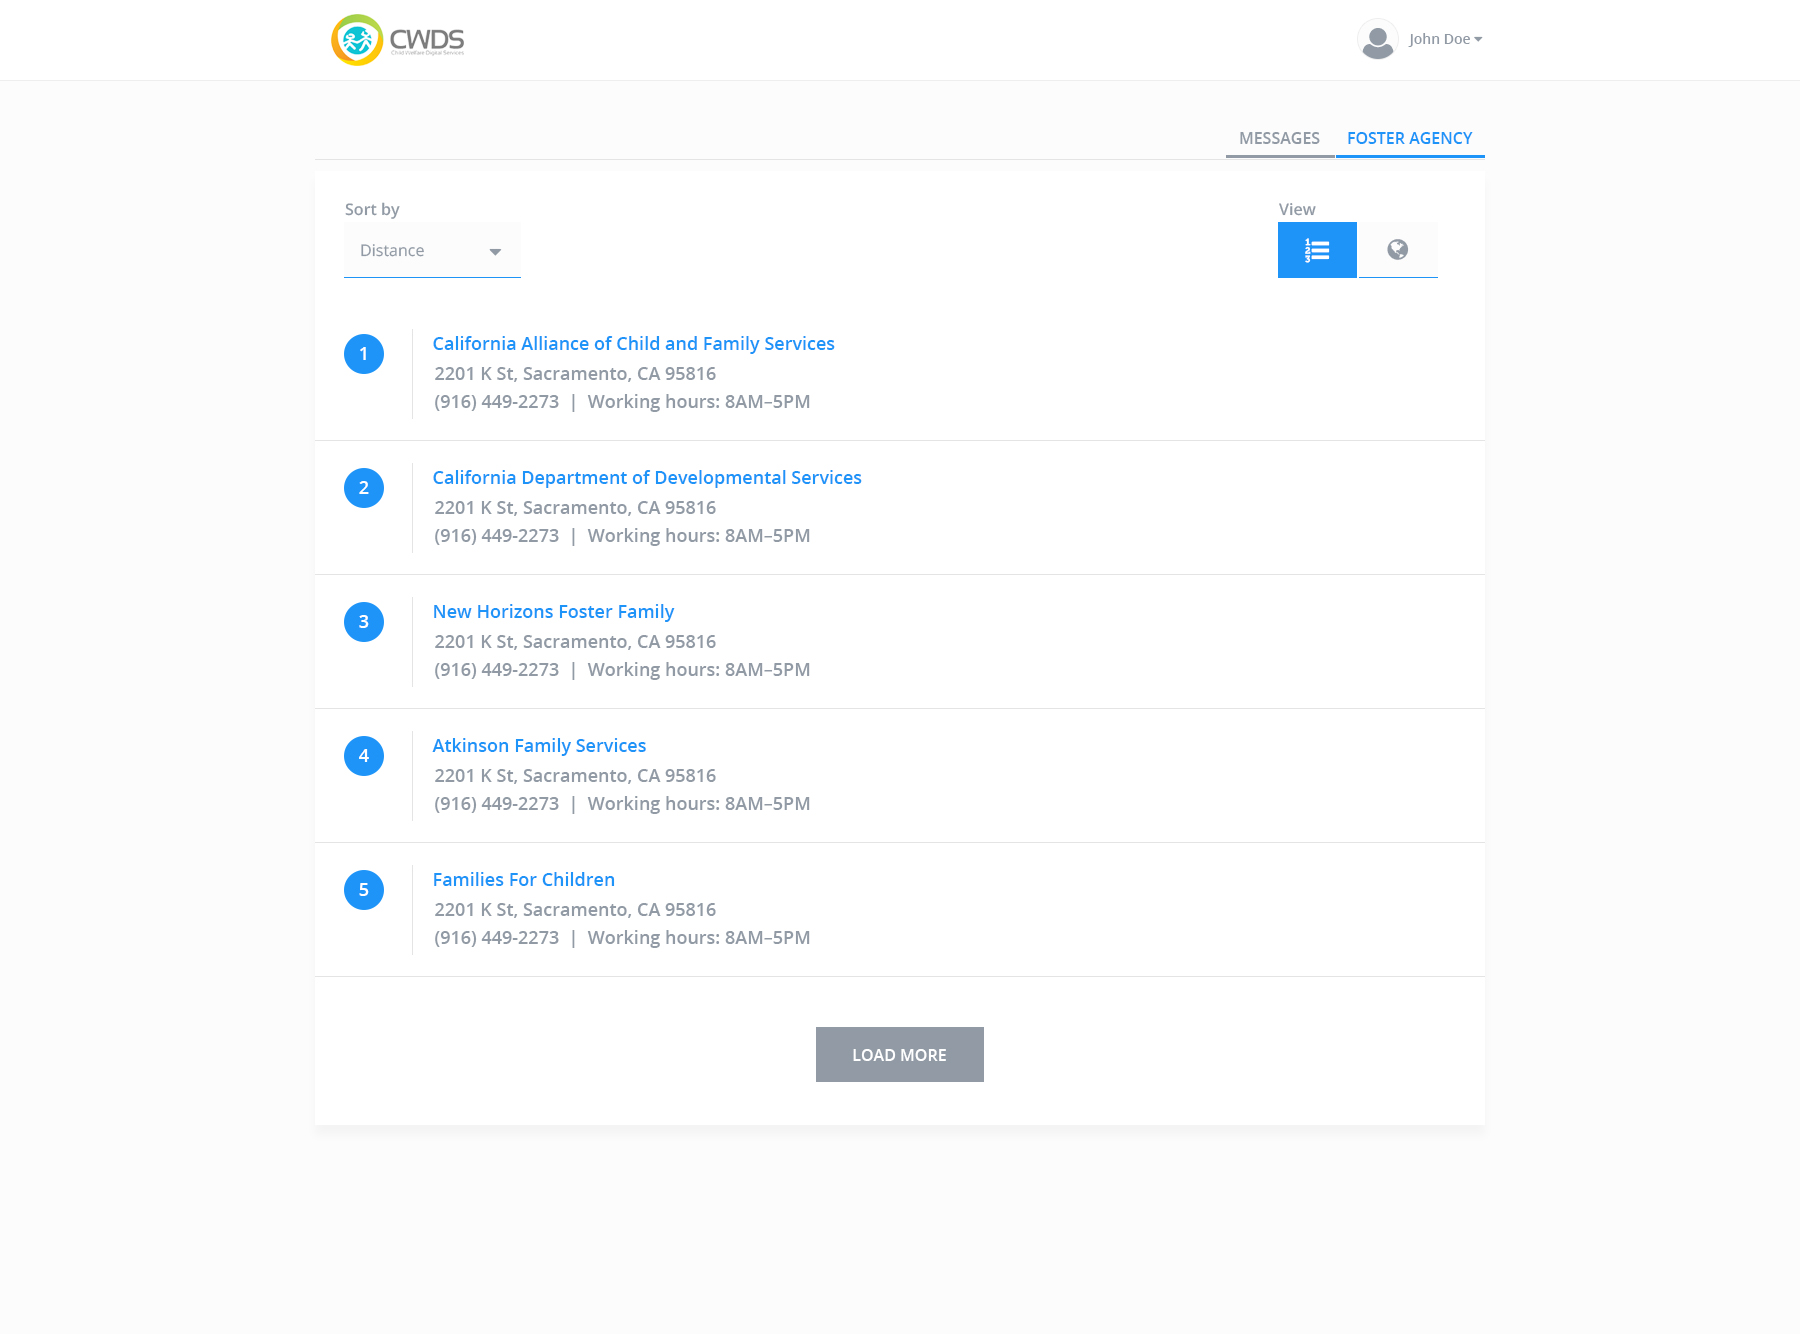 CWDS
Child Welfare Digital Services
John Doe
MESSAGES
FOSTER AGENCY
Sort by
View
Distance
1
2
3
1
California Alliance of Child and Family Services
2201 K St, Sacramento, CA 95816
(916) 449-2273 | Working hours: 8AM–5PM
2
California Department of Developmental Services
2201 K St, Sacramento, CA 95816
(916) 449-2273 | Working hours: 8AM–5PM
3
New Horizons Foster Family
2201 K St, Sacramento, CA 95816
(916) 449-2273 | Working hours: 8AM–5PM
4
Atkinson Family Services
2201 K St, Sacramento, CA 95816
(916) 449-2273 | Working hours: 8AM–5PM
5
Families For Children
2201 K St, Sacramento, CA 95816
(916) 449-2273 | Working hours: 8AM–5PM
LOAD MORE